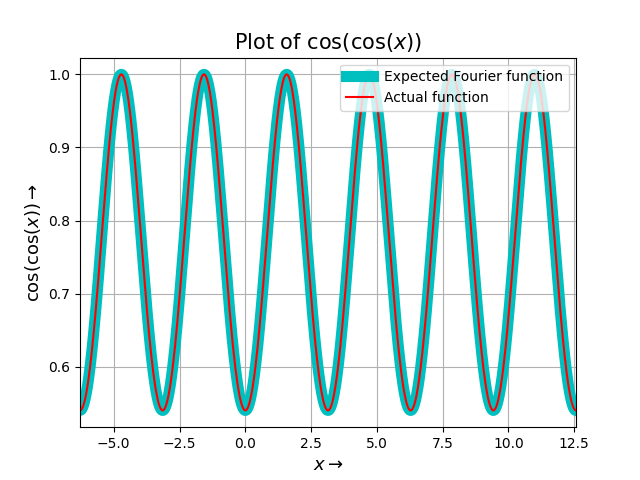 Plot of cos(cos(x))
Expected Fourier function
Actual function
1.0
0.9
0.8
0.7
0.6
cos(cos(x)) →
−5.0 −2.5 0.0 2.5 5.0 7.5 10.0 12.5
x →